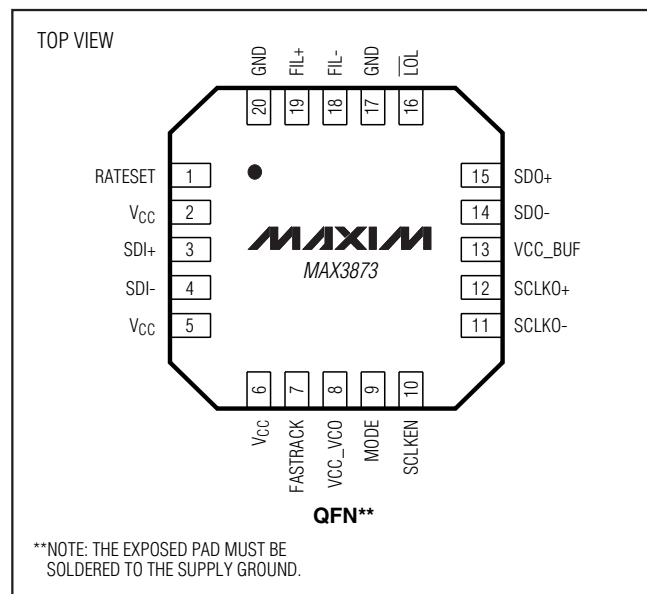 TOP VIEW
GND
FIL+
FIL-
GND
L̅O̅L̅
20
19
18
17
16
RATESET 1
VCC 2
SDI+ 3
SDI- 4
VCC 5
MAXIM
MAX3873
15 SDO+
14 SDO-
13 VCC_BUF
12 SCLKO+
11 SCLKO-
6
7
8
9
10
VCC
FASTRACK
VCC_VCO
MODE
SCLKEN
QFN**
**NOTE: THE EXPOSED PAD MUST BE
SOLDERED TO THE SUPPLY GROUND.